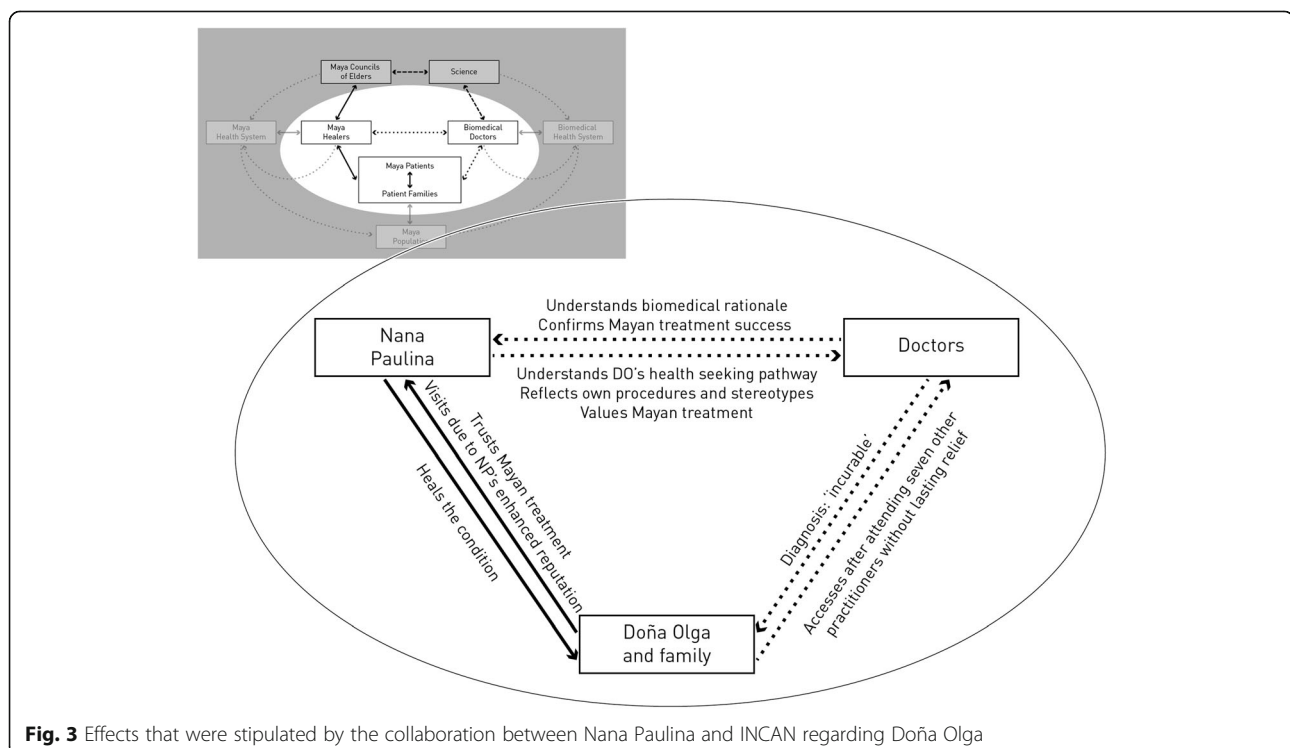 Maya Councils
of Elders
Science
Maya
Health System
Maya
Healers
Biomedical
Doctors
Biomedical
Health System
Maya Patients
Patient Families
Maya
Population
Understands biomedical rationale
Confirms Mayan treatment success
Nana
Paulina
Doctors
Understands DO's health seeking pathway
Reflects own procedures and stereotypes
Values Mayan treatment
Trusts Mayan treatment
Visits due to NP's enhanced reputation
Heals the condition
Diagnosis: 'incurable'
Accesses after attending seven other
practitioners without lasting relief
Doña Olga
and family
Fig. 3 Effects that were stipulated by the collaboration between Nana Paulina and INCAN regarding Doña Olga